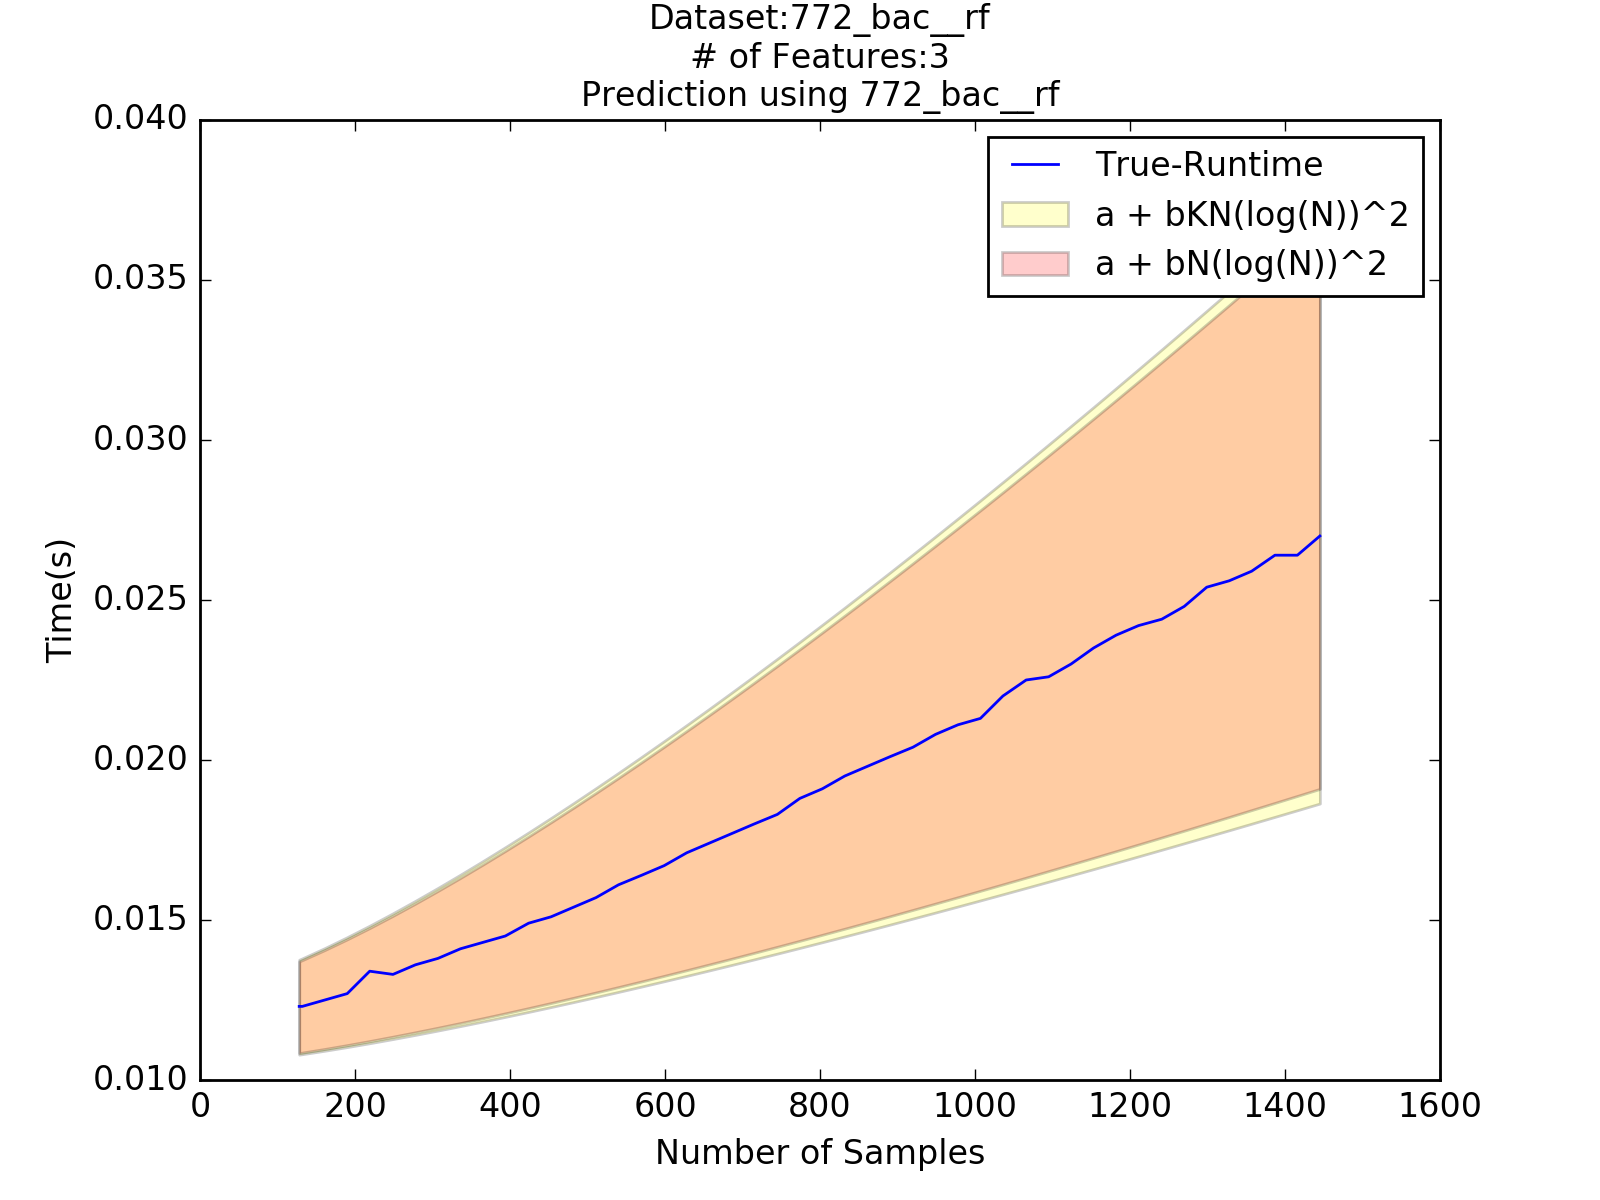 Dataset:772_bac__rf
# of Features:3
Prediction using 772_bac__rf
0.040
0.035
0.030
0.025
0.020
0.015
0.010
Time(s)
True-Runtime
a + bKN(log(N))^2
a + bN(log(N))^2
0 200 400 600 800 1000 1200 1400 1600
Number of Samples